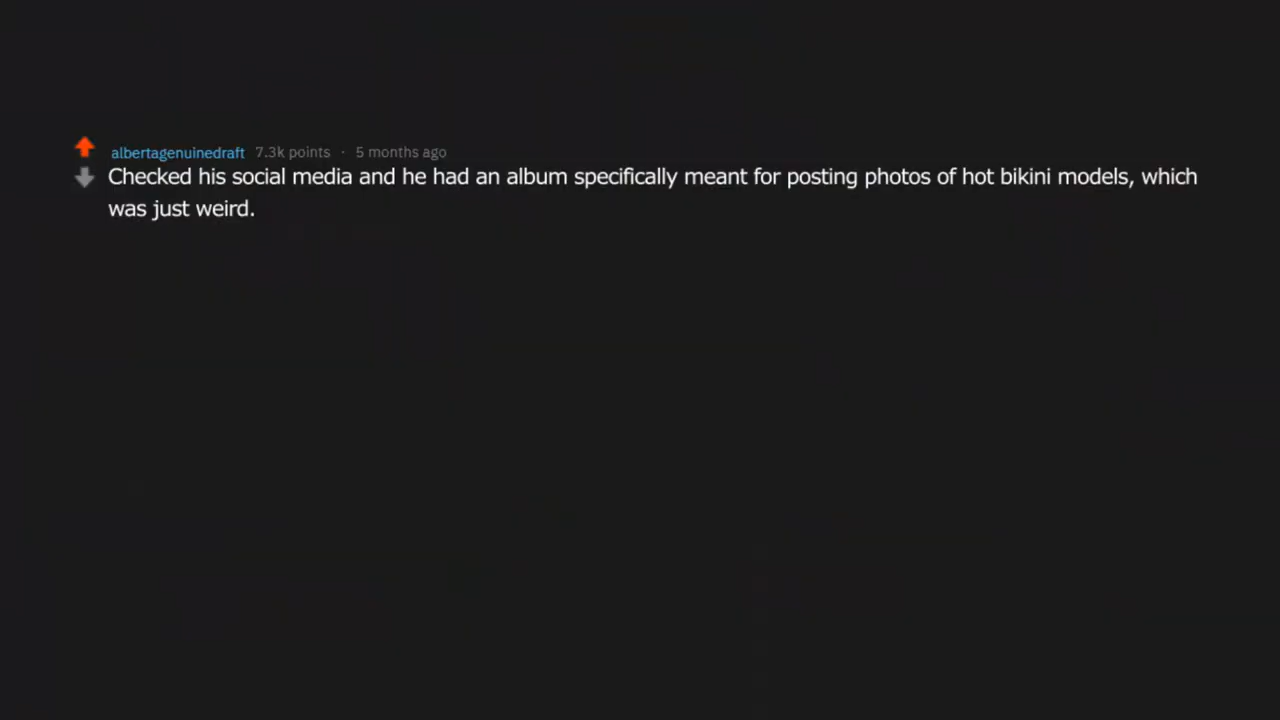 albertagenuinedraft 7.3k points · 5 months ago
Checked his social media and he had an album specifically meant for posting photos of hot bikini models, which
was just weird.